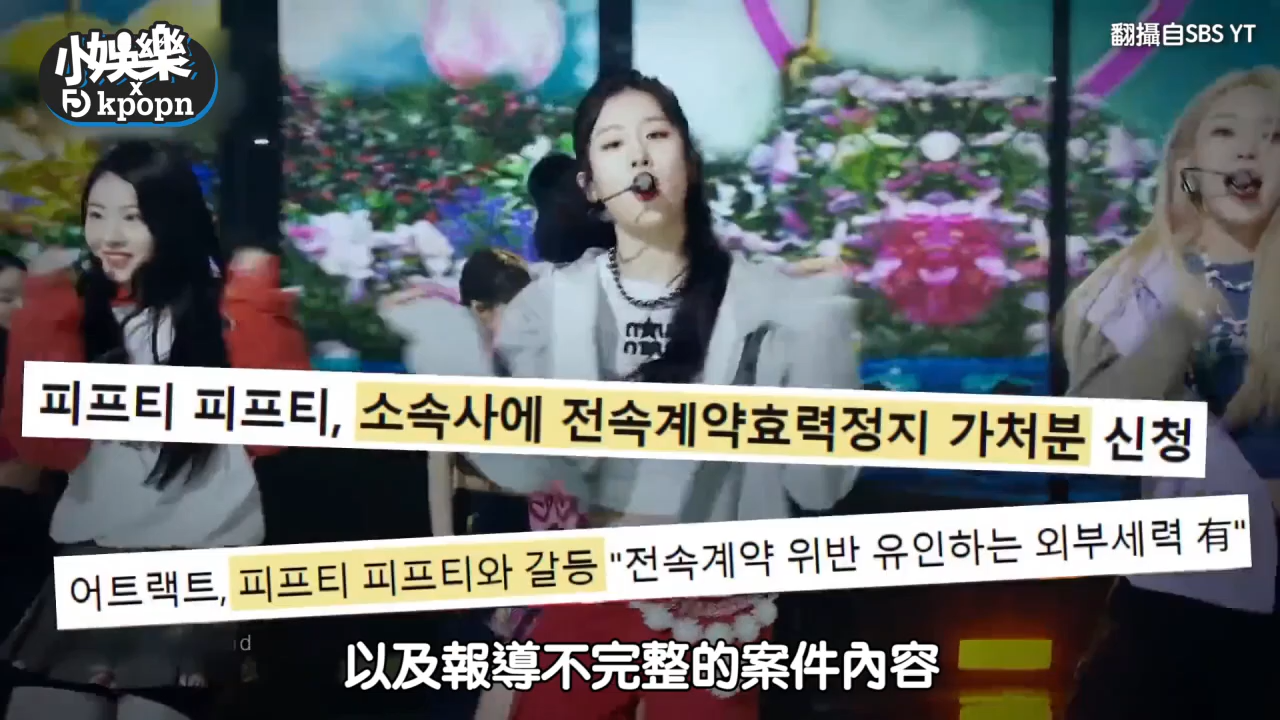 小娛樂
x
kpopn
翻攝自SBS YT
피프티 피프티, 소속사에 전속계약효력정지 가처분 신청
어트랙트, 피프티 피프티와 갈등 "전속계약 위반 유인하는 외부세력 有"
以及報導不完整的案件內容